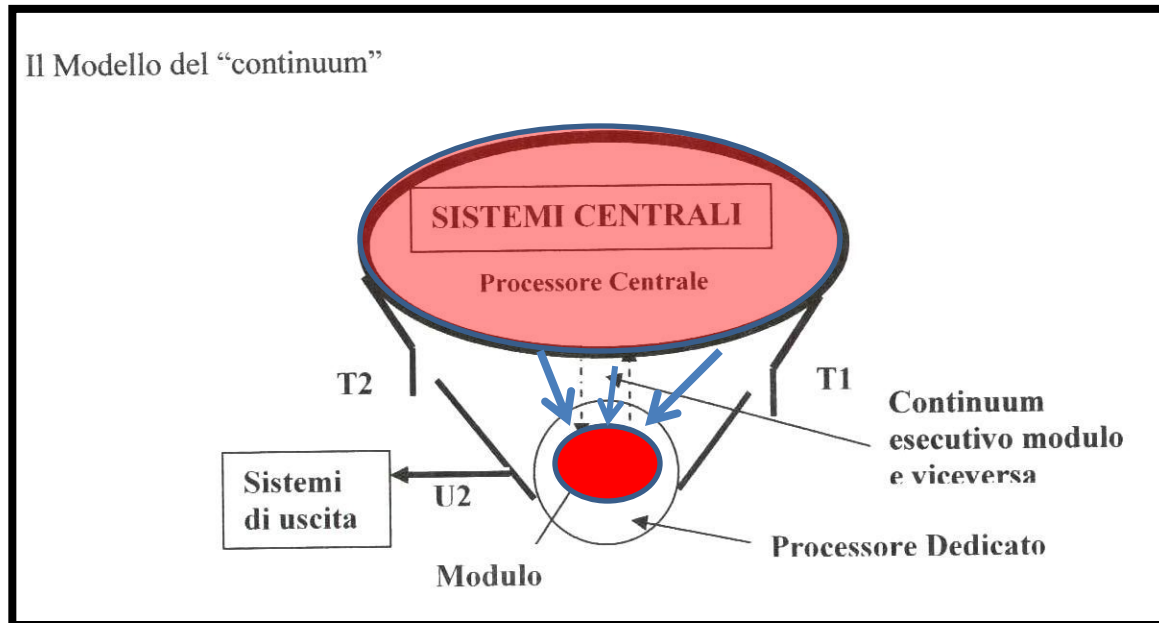 Il Modello del “continuum”
SISTEMI CENTRALI
Processore Centrale
T2
T1
Continuum
esecutivo modulo
e viceversa
Sistemi
di uscita
U2
Processore Dedicato
Modulo